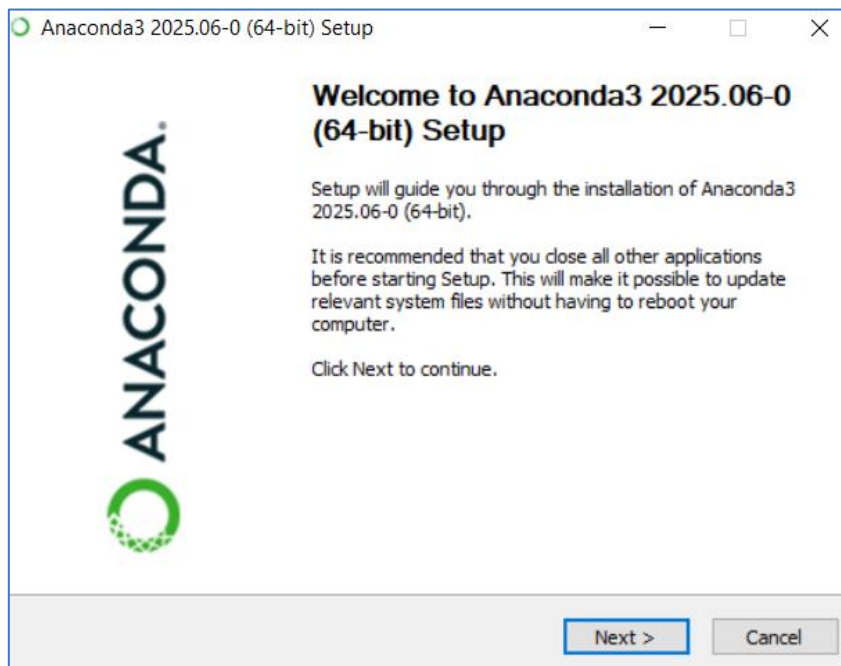 Anaconda3 2025.06-0 (64-bit) Setup
ANACONDA.
Welcome to Anaconda3 2025.06-0
(64-bit) Setup
Setup will guide you through the installation of Anaconda3
2025.06-0 (64-bit).
It is recommended that you close all other applications
before starting Setup. This will make it possible to update
relevant system files without having to reboot your
computer.
Click Next to continue.
Next >
Cancel